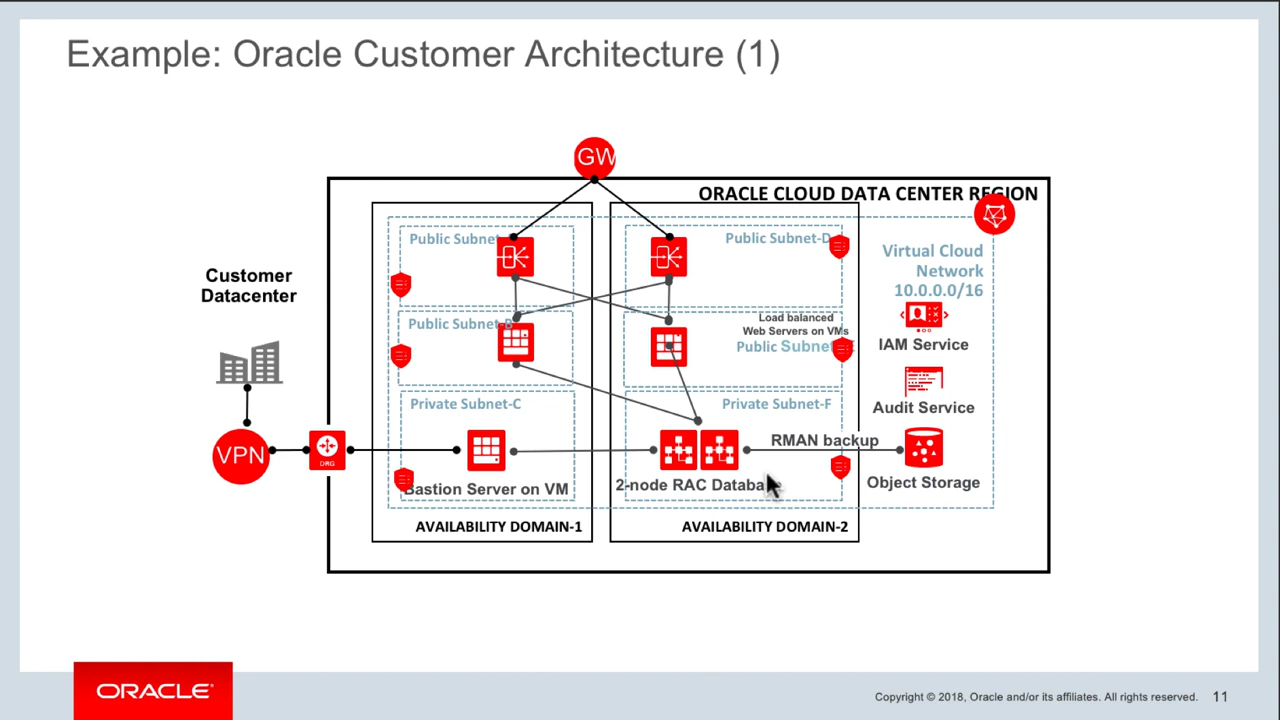 Example: Oracle Customer Architecture (1)
GW
ORACLE CLOUD DATA CENTER REGION
Public Subnet
Public Subnet-D
Virtual Cloud
Network
10.0.0.0/16
Customer
Datacenter
Public Subnet-B
Load balanced
Web Servers on VMs
Public Subnet
IAM Service
Audit Service
Private Subnet-C
Private Subnet-F
VPN
DRG
RMAN backup
Bastion Server on VM
2-node RAC Databa
Object Storage
AVAILABILITY DOMAIN-1
AVAILABILITY DOMAIN-2
ORACLE
Copyright © 2018, Oracle and/or its affiliates. All rights reserved. 11